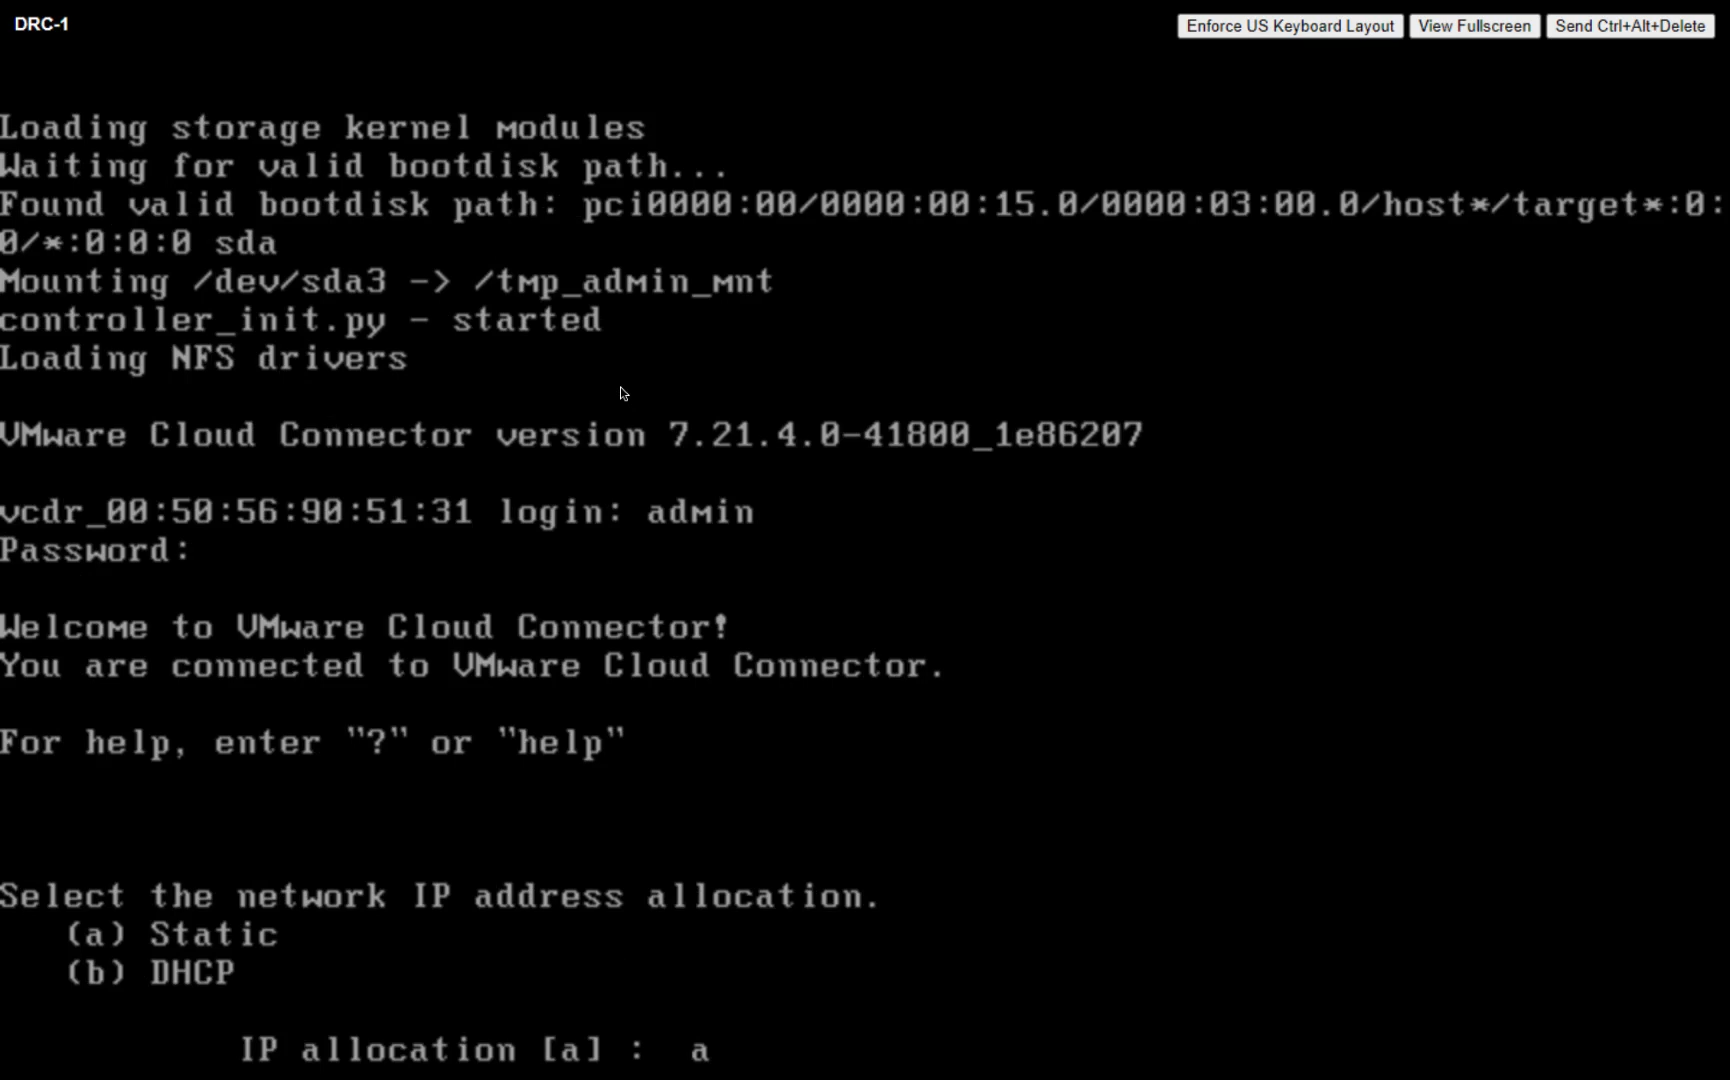 DRC-1
Enforce US Keyboard Layout
View Fullscreen
Send Ctrl+Alt+Delete
Loading storage kernel modules
Waiting for valid bootdisk path...
Found valid bootdisk path: pci0000:00/0000:00:15.0/0000:03:00.0/host*/target*:0:
0/*:0:0:0 sda
Mounting /dev/sda3 -> /tmp_admin_mnt
controller_init.py - started
Loading NFS drivers
VMware Cloud Connector version 7.21.4.0-41800_1e86207
vcdr_00:50:56:90:51:31 login: admin
Password:
Welcome to VMware Cloud Connector!
You are connected to VMware Cloud Connector.
For help, enter "?" or "help"
Select the network IP address allocation.
(a) Static
(b) DHCP
IP allocation [a] :  a